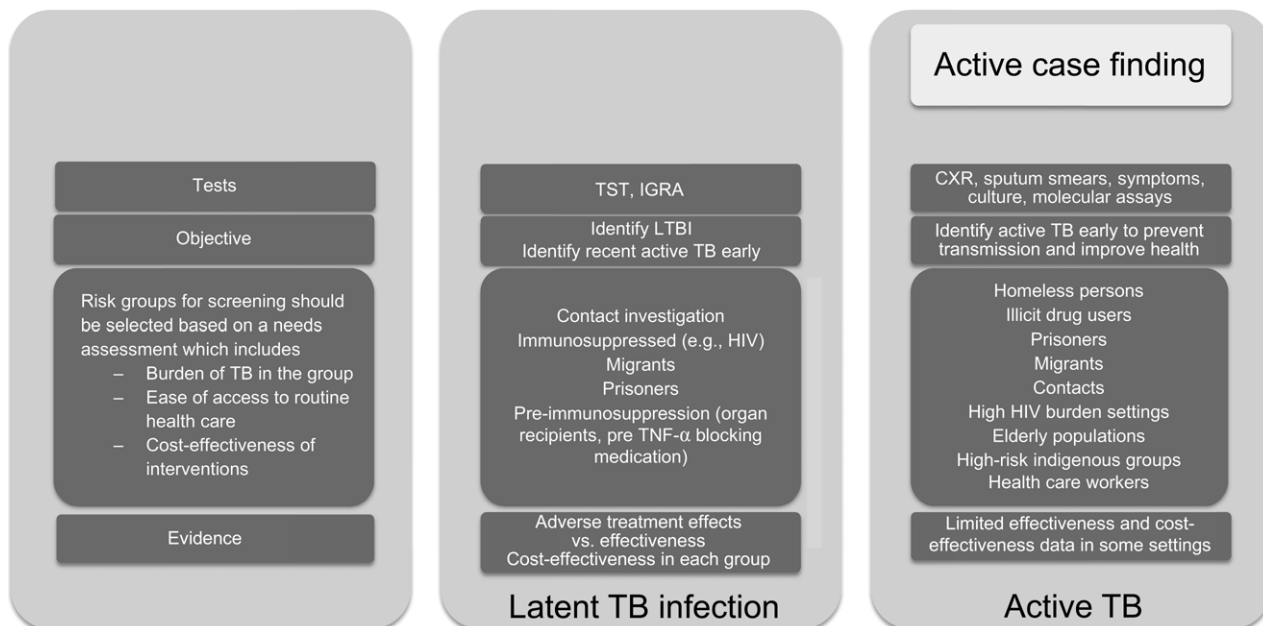 Tests
Objective
Risk groups for screening should
be selected based on a needs
assessment which includes
– Burden of TB in the group
– Ease of access to routine
health care
– Cost-effectiveness of
interventions
Evidence
TST, IGRA
Identify LTBI
Identify recent active TB early
Contact investigation
Immunosuppressed (e.g., HIV)
Migrants
Prisoners
Pre-immunosuppression (organ
recipients, pre TNF-α blocking
medication)
Adverse treatment effects
vs. effectiveness
Cost-effectiveness in each group
Latent TB infection
Active case finding
CXR, sputum smears, symptoms,
culture, molecular assays
Identify active TB early to prevent
transmission and improve health
Homeless persons
Illicit drug users
Prisoners
Migrants
Contacts
High HIV burden settings
Elderly populations
High-risk indigenous groups
Health care workers
Limited effectiveness and cost-
effectiveness data in some settings
Active TB